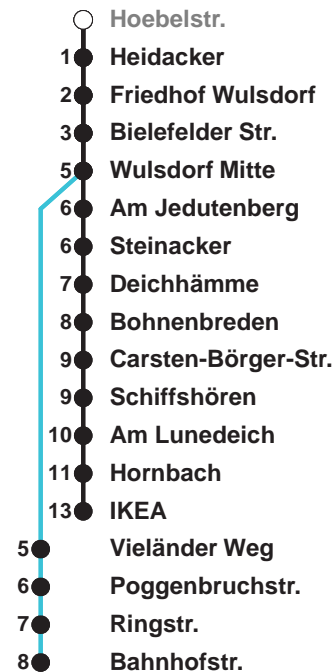 Hoebelstr.
1 Heidacker
2 Friedhof Wulsdorf
3 Bielefelder Str.
5 Wulsdorf Mitte
6 Am Jedutenberg
6 Steinacker
7 Deichhämme
8 Bohnenbreden
9 Carsten-Börger-Str.
9 Schiffshören
10 Am Lunedeich
11 Hornbach
13 IKEA
5 Vieländer Weg
6 Poggenbruchstr.
7 Ringstr.
8 Bahnhofstr.